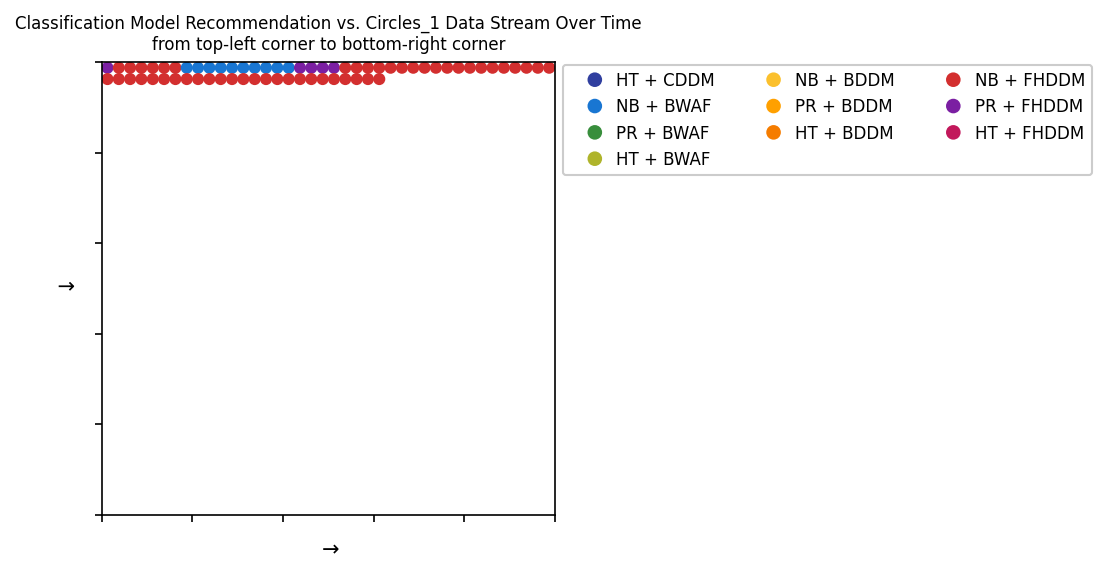 Classification Model Recommendation vs. Circles_1 Data Stream Over Time
from top-left corner to bottom-right corner
HT + CDDM
NB + BWAF
PR + BWAF
HT + BWAF
NB + BDDM
PR + BDDM
HT + BDDM
NB + FHDDM
PR + FHDDM
HT + FHDDM
→
→